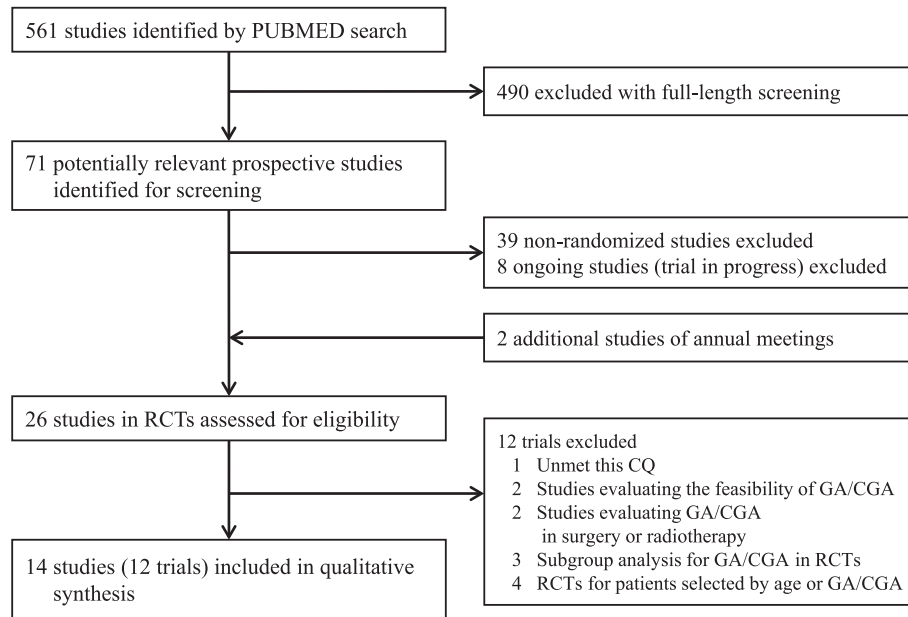 561 studies identified by PUBMED search
490 excluded with full-length screening
71 potentially relevant prospective studies
identified for screening
39 non-randomized studies excluded
8 ongoing studies (trial in progress) excluded
2 additional studies of annual meetings
26 studies in RCTs assessed for eligibility
12 trials excluded
1 Unmet this CQ
2 Studies evaluating the feasibility of GA/CGA
2 Studies evaluating GA/CGA
in surgery or radiotherapy
3 Subgroup analysis for GA/CGA in RCTs
4 RCTs for patients selected by age or GA/CGA
14 studies (12 trials) included in qualitative
synthesis